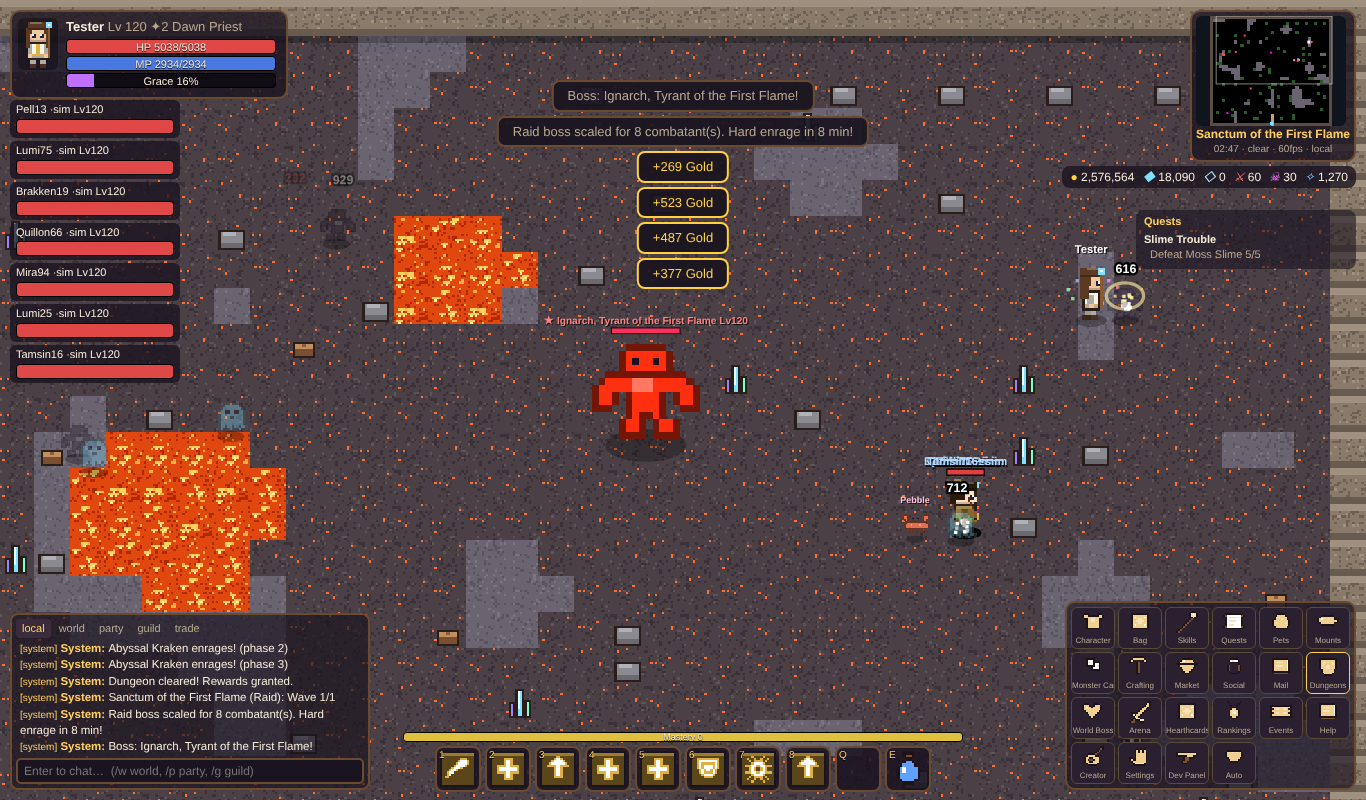 Tester Lv 120 ✦2 Dawn Priest
HP 5038/5038
MP 2934/2934
Grace 16%
Pell13 ·sim Lv120
Lumi75 ·sim Lv120
Brakken19 ·sim Lv120
Quillon66 ·sim Lv120
Mira94 ·sim Lv120
Lumi25 ·sim Lv120
Tamsin16 ·sim Lv120
Boss: Ignarch, Tyrant of the First Flame!
Raid boss scaled for 8 combatant(s). Hard enrage in 8 min!
+269 Gold
+523 Gold
+487 Gold
+377 Gold
929
★ Ignarch, Tyrant of the First Flame Lv120
Sanctum of the First Flame
02:47 · clear · 60fps · local
2,576,564 18,090 0 60 30 1,270
Quests
Slime Trouble
Defeat Moss Slime 5/5
Tester
616
712
Pebble
local world party guild trade
[system] System: Abyssal Kraken enrages! (phase 2)
[system] System: Abyssal Kraken enrages! (phase 3)
[system] System: Dungeon cleared! Rewards granted.
[system] System: Sanctum of the First Flame (Raid): Wave 1/1
[system] System: Raid boss scaled for 8 combatant(s). Hard
enrage in 8 min!
[system] System: Boss: Ignarch, Tyrant of the First Flame!
Enter to chat… (/w world, /p party, /g guild)
Mastery 0
1 2 3 4 5 6 7 8 Q E
Character Bag Skills Quests Pets Mounts
Monster Ca Crafting Market Social Mail Dungeons
World Boss Arena Hearthcards Rankings Events Help
Creator Settings Dev Panel Auto